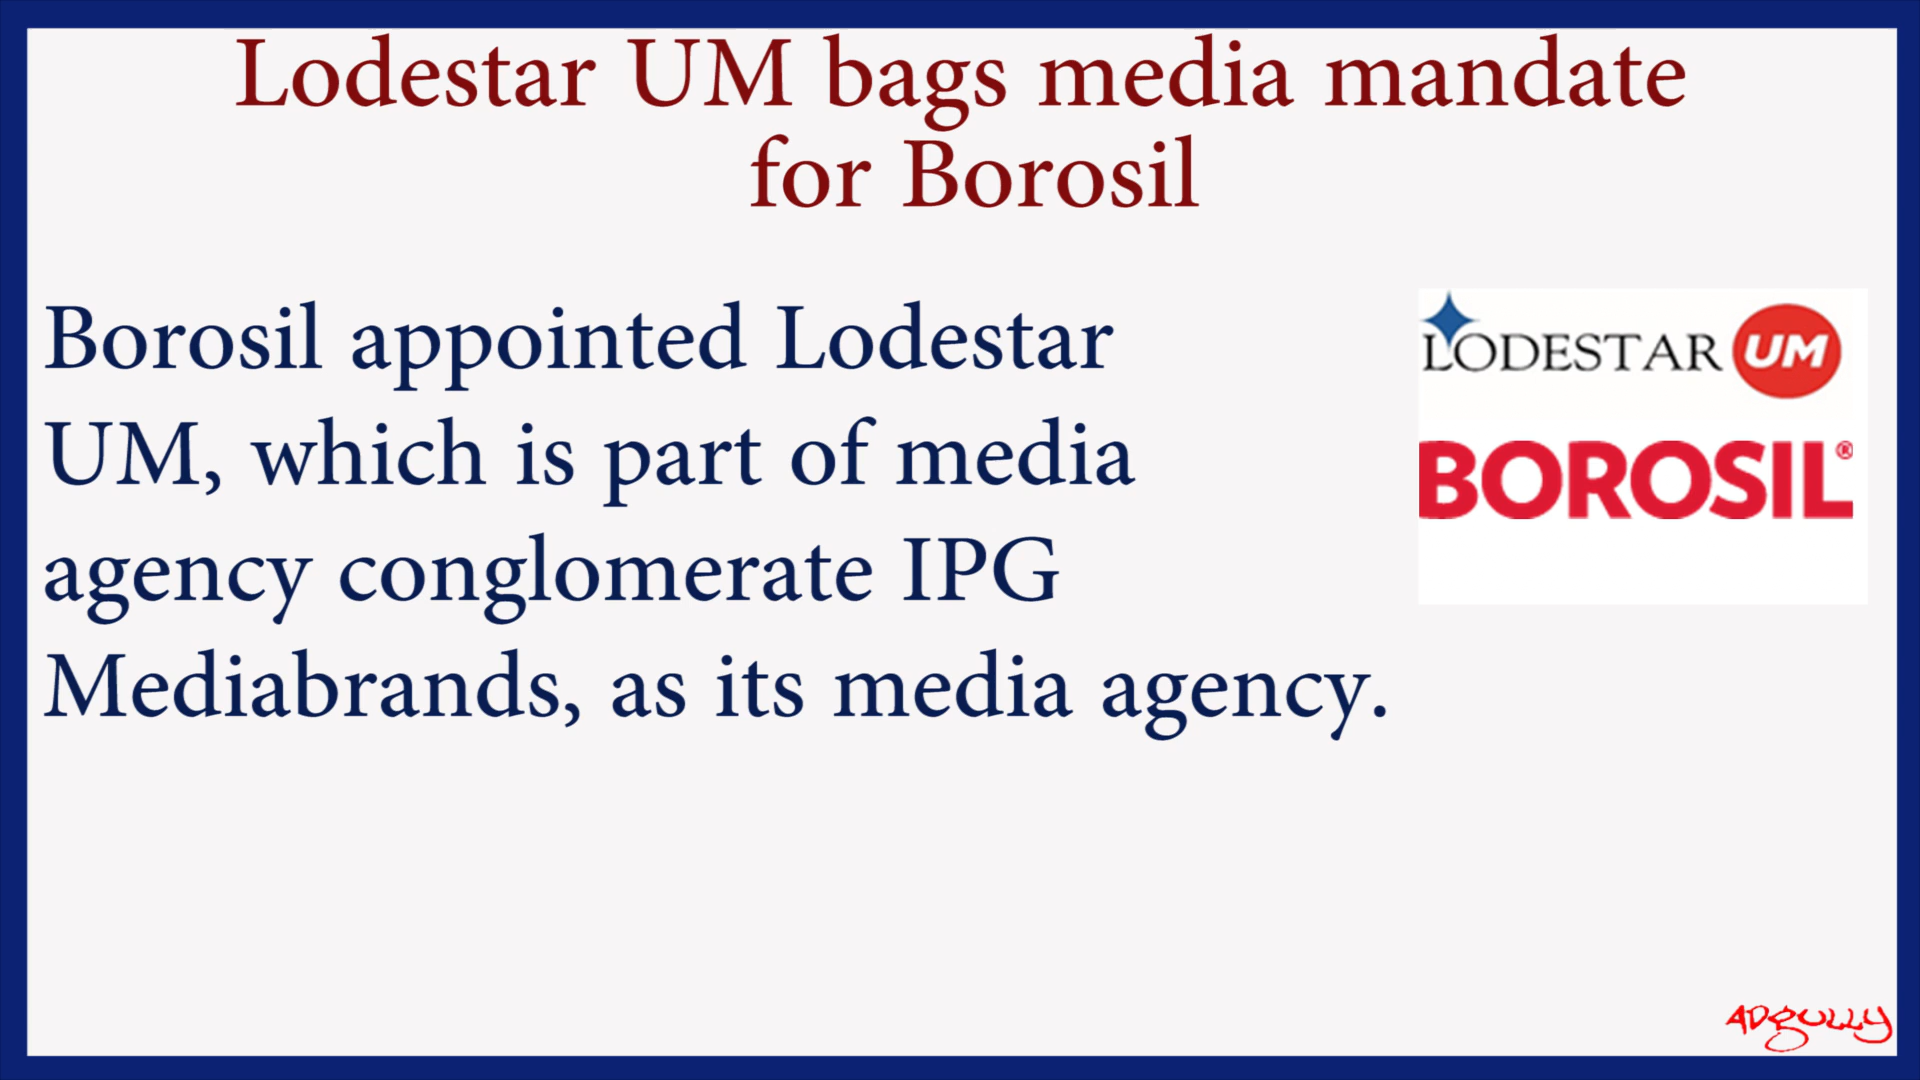 Lodestar UM bags media mandate
for Borosil
Borosil appointed Lodestar
UM, which is part of media
agency conglomerate IPG
Mediabrands, as its media agency.
LODESTAR UM
BOROSIL®
ADGULLY